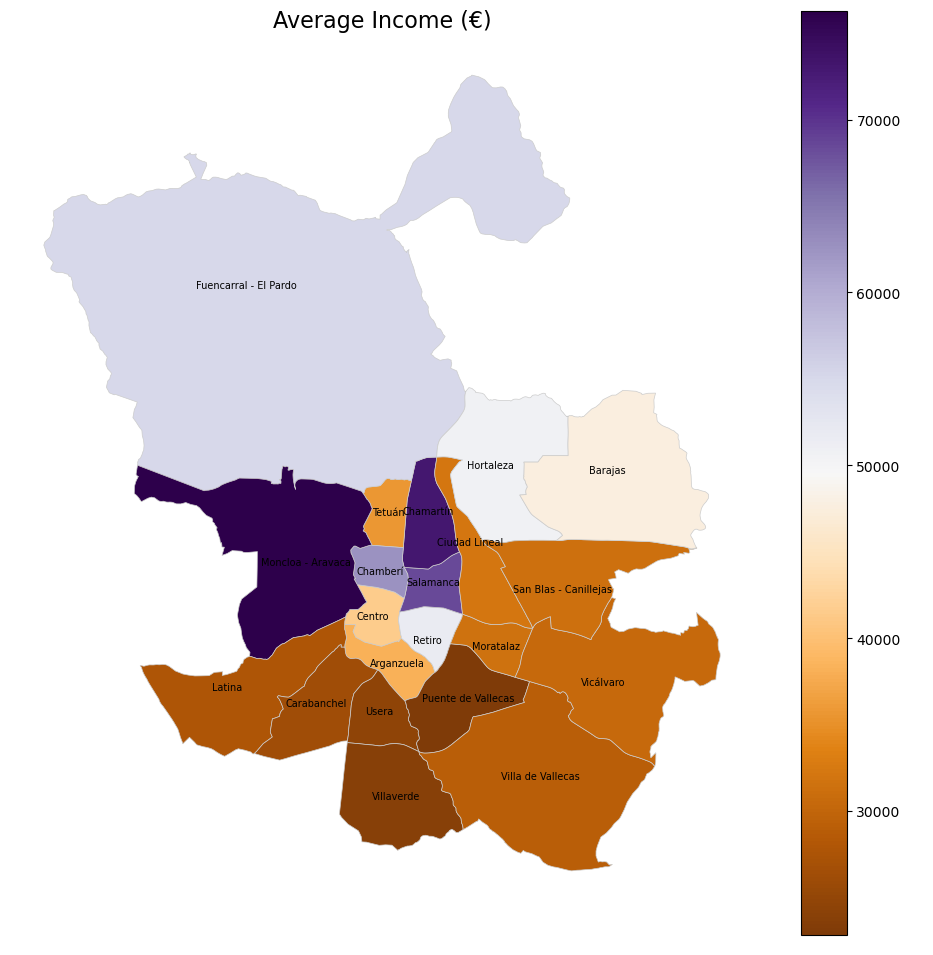 Average Income (€)
70000
60000
50000
40000
30000
Fuencarral - El Pardo
Hortaleza
Barajas
Tetuán
Chamartín
Ciudad Lineal
Moncloa - Aravaca
Chamberí
Salamanca
San Blas - Canillejas
Centro
Retiro
Moratalaz
Arganzuela
Vicálvaro
Latina
Carabanchel
Usera
Puente de Vallecas
Villa de Vallecas
Villaverde